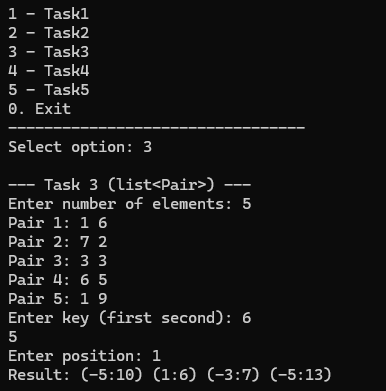 1 - Task1
2 - Task2
3 - Task3
4 - Task4
5 - Task5
0. Exit
---------------------------------
Select option: 3
--- Task 3 (list<Pair>) ---
Enter number of elements: 5
Pair 1: 1 6
Pair 2: 7 2
Pair 3: 3 3
Pair 4: 6 5
Pair 5: 1 9
Enter key (first second): 6
5
Enter position: 1
Result: (-5:10) (1:6) (-3:7) (-5:13)